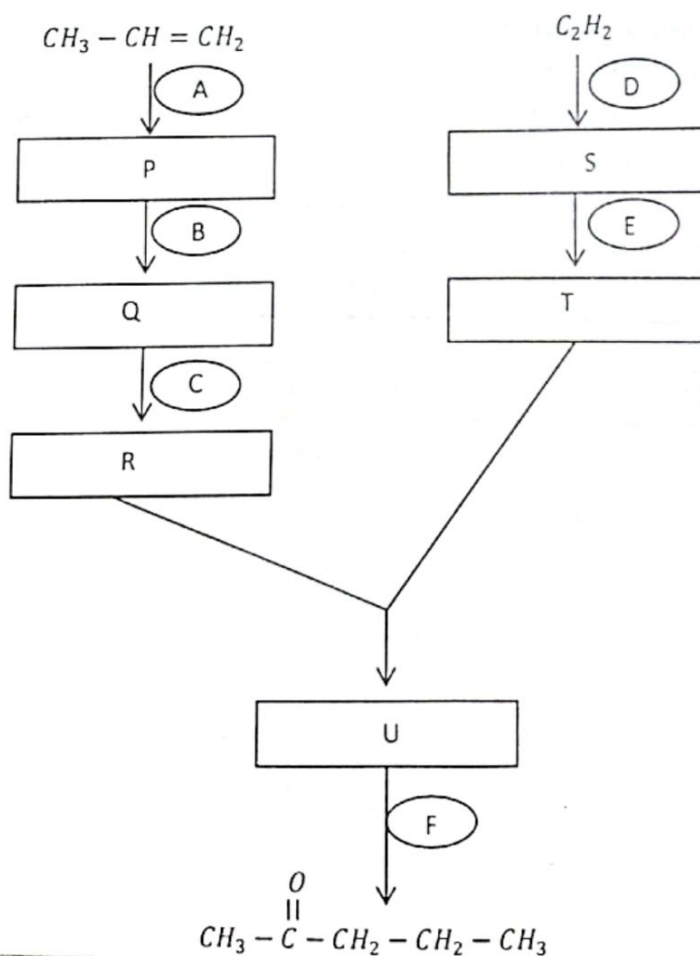 CH₃ − CH = CH₂
C₂H₂
A
D
P
S
B
E
Q
T
C
R
U
F
O
CH₃ − C − CH₂ − CH₂ − CH₃